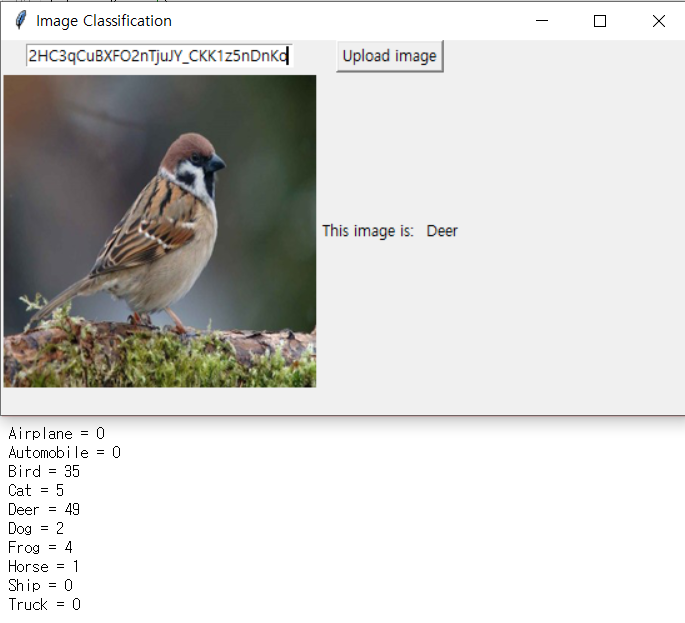 Image Classification
2HC3qCuBXFO2nTjuJY_CKK1z5nDnKd
Upload image
This image is: Deer
Airplane = 0
Automobile = 0
Bird = 35
Cat = 5
Deer = 49
Dog = 2
Frog = 4
Horse = 1
Ship = 0
Truck = 0